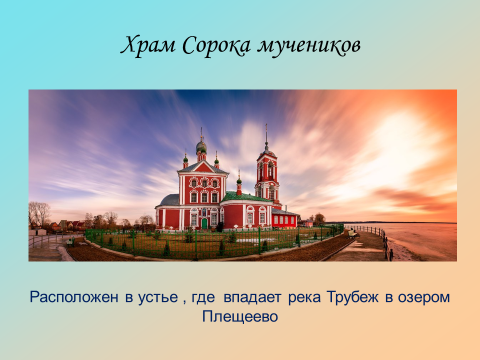 Храм Сорока мучеников
Расположен в устье , где впадает река Трубеж в озером
Плещеево